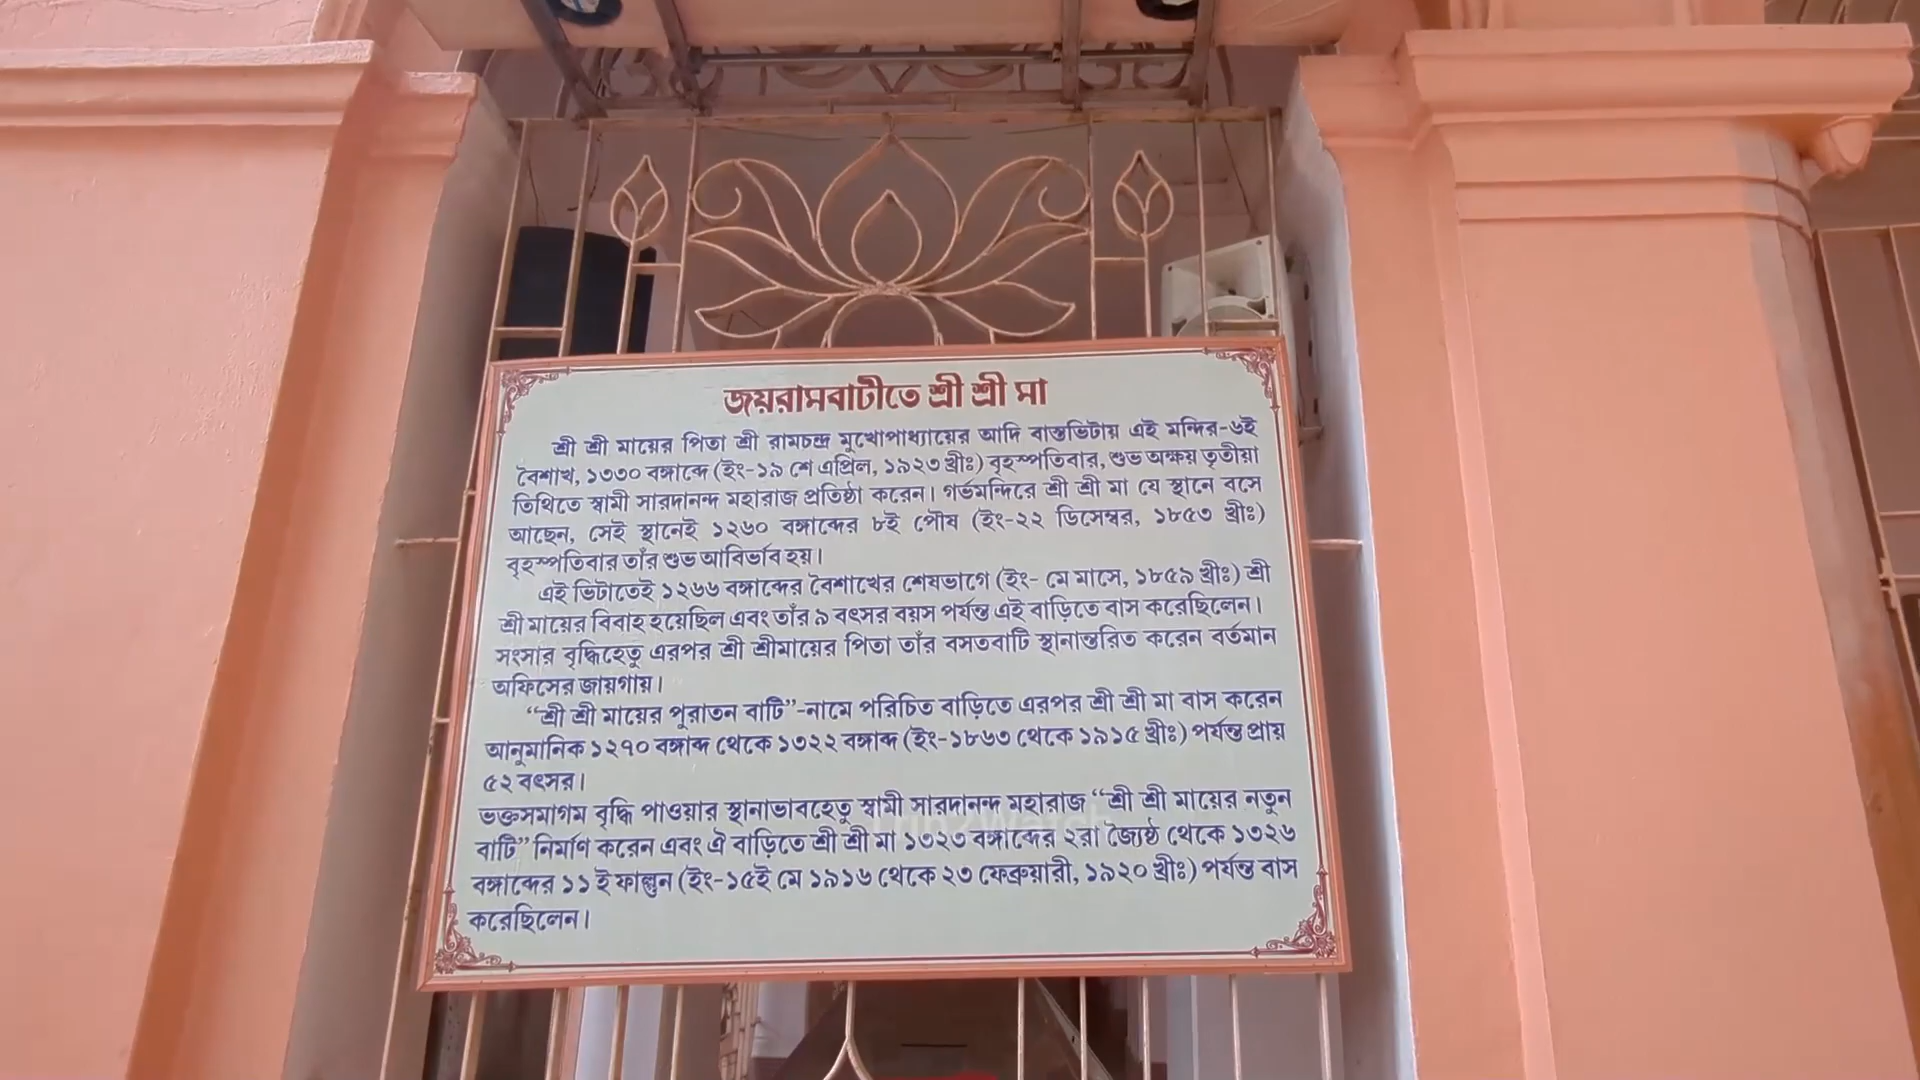 জয়রামবাটীতে শ্রী শ্রী মা
শ্রী শ্রী মায়ের পিতা শ্রী রামচন্দ্র মুখোপাধ্যায়ের আদি বাস্তুভিটায় এই মন্দির-৬ই
বৈশাখ, ১৩৩০ বঙ্গাব্দে (ইং-১৯ শে এপ্রিল, ১৯২৩ খ্রীঃ) বৃহস্পতিবার, শুভ অক্ষয় তৃতীয়া
তিথিতে স্বামী সারদানন্দ মহারাজ প্রতিষ্ঠা করেন। গর্ভমন্দিরে শ্রী শ্রী মা যে স্থানে বসে
আছেন, সেই স্থানেই ১২৬০ বঙ্গাব্দের ৮ই পৌষ (ইং-২২ ডিসেম্বর, ১৮৫৩ খ্রীঃ)
বৃহস্পতিবার তাঁর শুভ আবির্ভাব হয়।
এই ভিটাতেই ১২৬৬ বঙ্গাব্দের বৈশাখের শেষভাগে (ইং- মে মাসে, ১৮৫৯ খ্রীঃ) শ্রী
শ্রী মায়ের বিবাহ হয়েছিল এবং তাঁর ৯ বৎসর বয়স পর্যন্ত এই বাড়িতে বাস করেছিলেন।
সংসার বৃদ্ধিহেতু এরপর শ্রী শ্রীমায়ের পিতা তাঁর বসতবাটি স্থানান্তরিত করেন বর্তমান
অফিসের জায়গায়।
“শ্রী শ্রী মায়ের পুরাতন বাটি”-নামে পরিচিত বাড়িতে এরপর শ্রী শ্রী মা বাস করেন
আনুমানিক ১২৭০ বঙ্গাব্দ থেকে ১৩২২ বঙ্গাব্দ (ইং-১৮৬৩ থেকে ১৯১৫ খ্রীঃ) পর্যন্ত প্রায়
৫২ বৎসর।
ভক্তসমাগম বৃদ্ধি পাওয়ার স্থানাভাবহেতু স্বামী সারদানন্দ মহারাজ “শ্রী শ্রী মায়ের নতুন
বাটি” নির্মাণ করেন এবং ঐ বাড়িতে শ্রী শ্রী মা ১৩২৩ বঙ্গাব্দের ২রা জ্যৈষ্ঠ থেকে ১৩২৬
বঙ্গাব্দের ১১ই ফাল্গুন (ইং-১৫ই মে ১৯১৬ থেকে ২৩ ফেব্রুয়ারী, ১৯২০ খ্রীঃ) পর্যন্ত বাস
করেছিলেন।